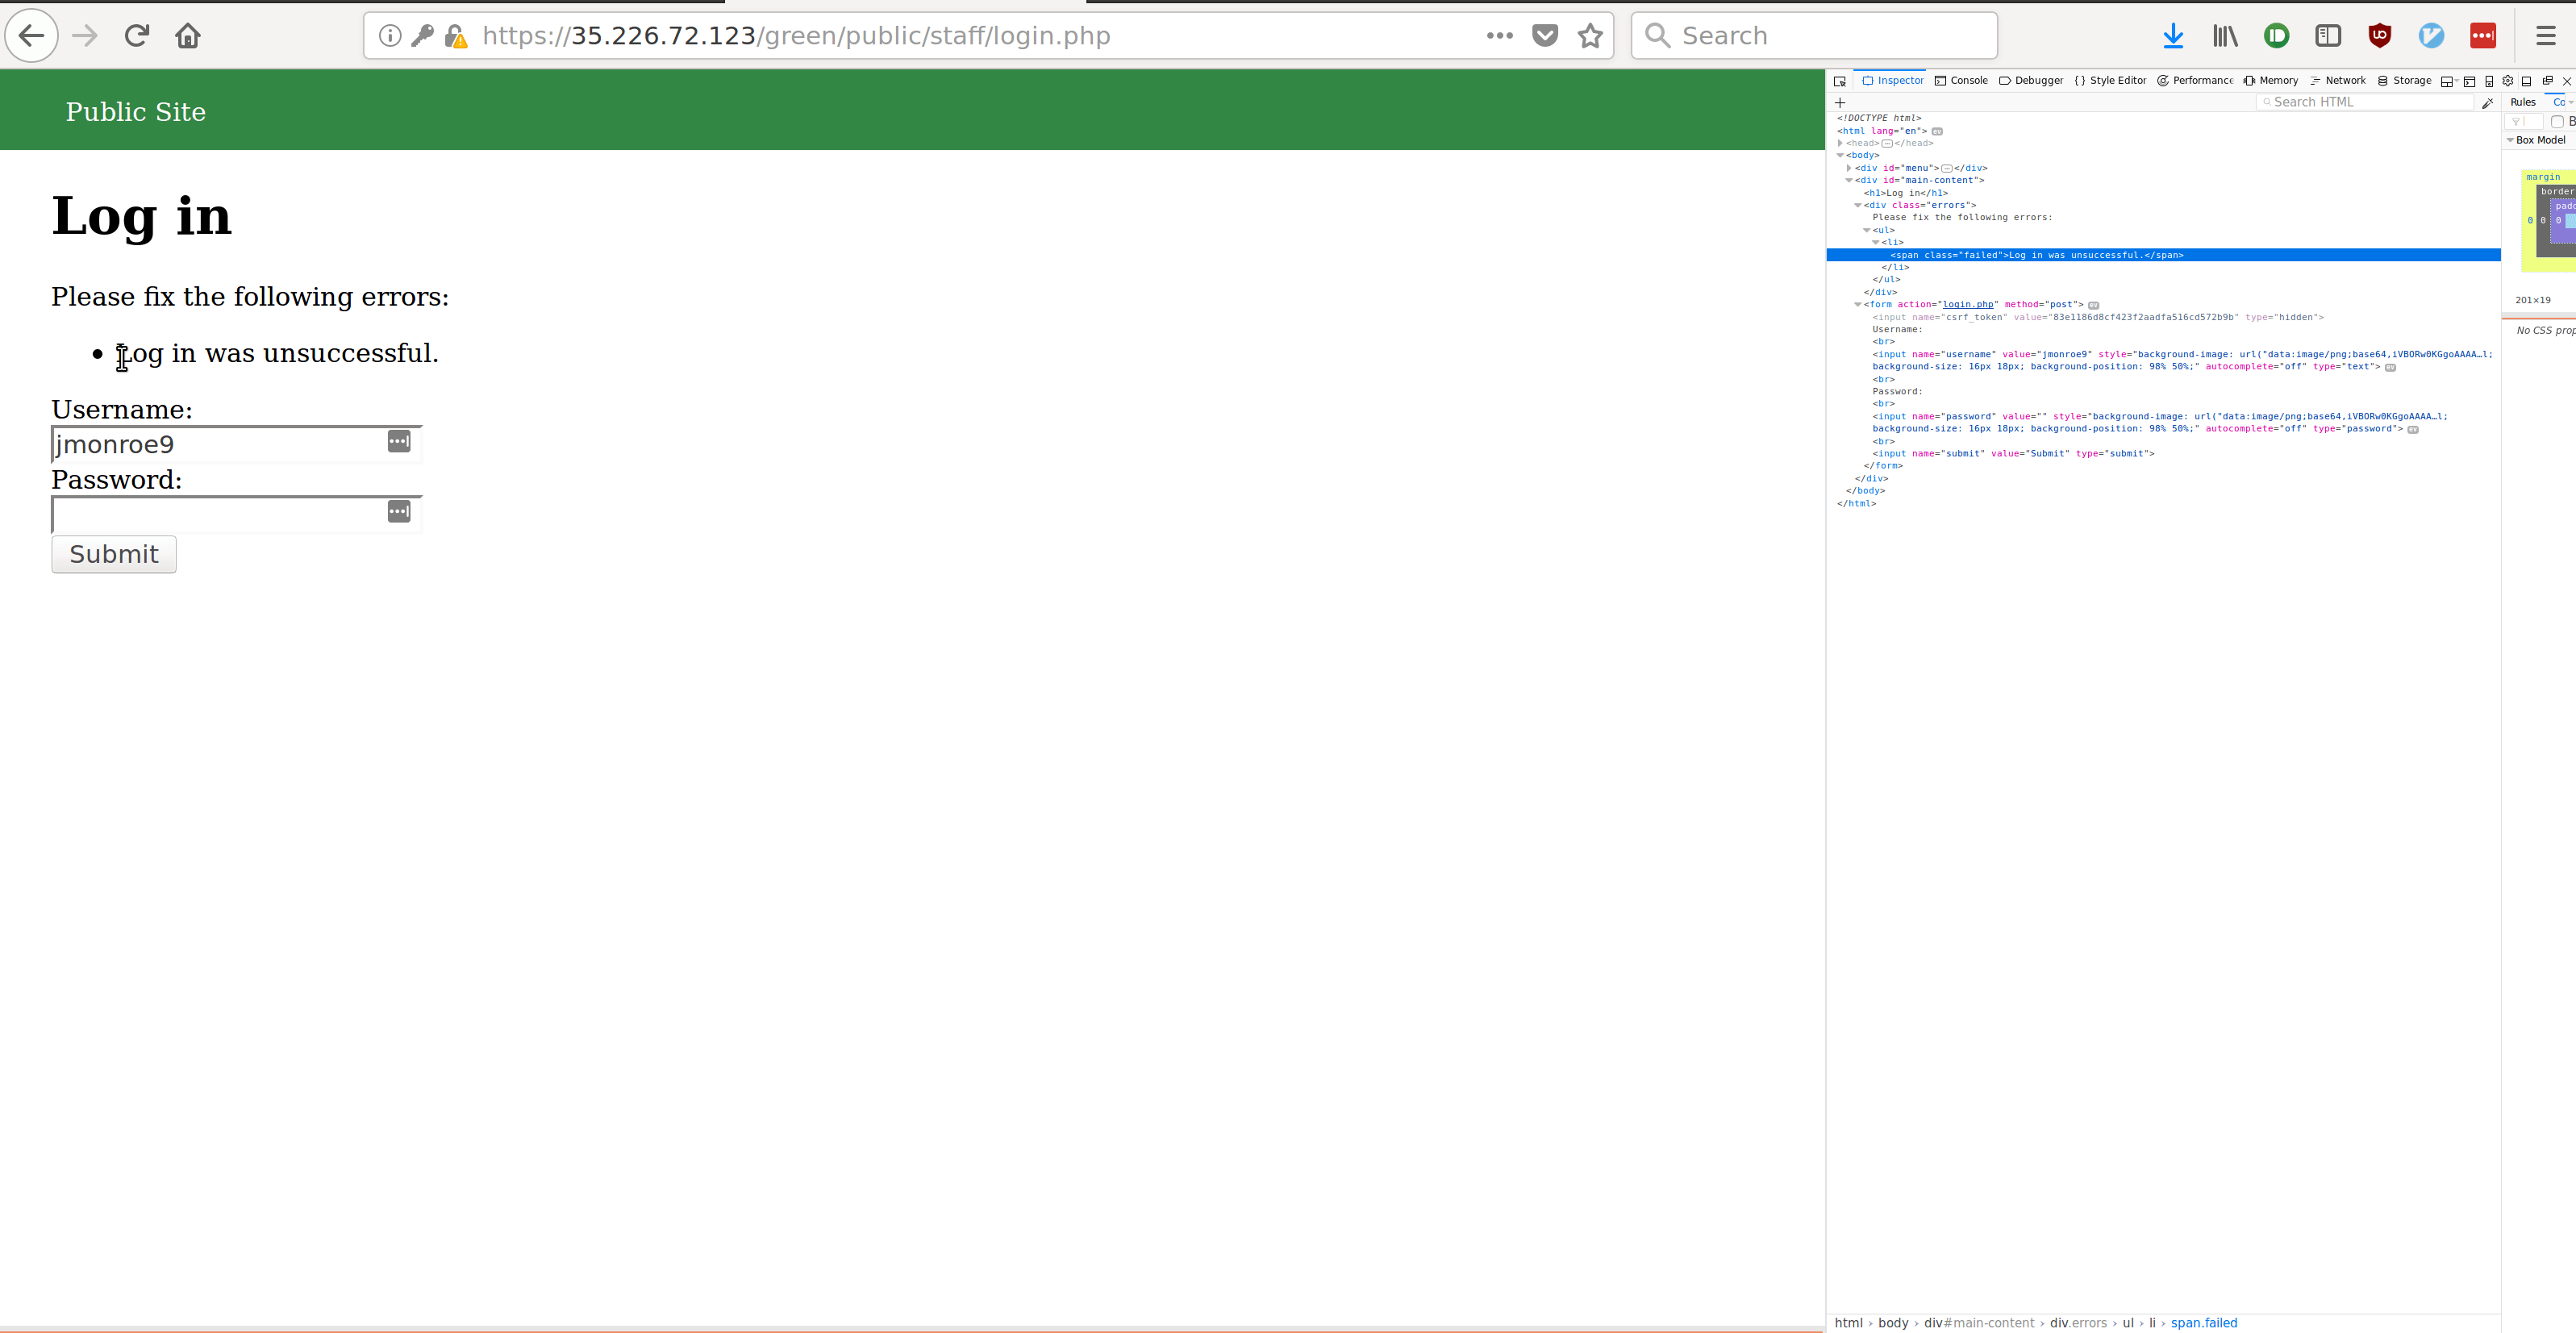 https://35.226.72.123/green/public/staff/login.php
Search
Public Site
Log in
Please fix the following errors:
Log in was unsuccessful.
Username:
jmonroe9
Password:
Submit
Inspector Console Debugger { } Style Editor Performance Memory Network Storage
+ Search HTML
<!DOCTYPE html>
<html lang="en"> ev
<head></head>
<body>
<div id="menu"></div>
<div id="main-content">
<h1>Log in</h1>
<div class="errors">
Please fix the following errors:
<ul>
<li>
<span class="failed">Log in was unsuccessful.</span>
</li>
</ul>
</div>
<form action="login.php" method="post"> ev
<input name="csrf_token" value="83e1186d8cf423f2aadfa516cd572b9b" type="hidden">
Username:
<br>
<input name="username" value="jmonroe9" style="background-image: url("data:image/png;base64,iVBORw0KGgoAAAA…l;
background-size: 16px 18px; background-position: 98% 50%;" autocomplete="off" type="text"> ev
<br>
Password:
<br>
<input name="password" value="" style="background-image: url("data:image/png;base64,iVBORw0KGgoAAAA…l;
background-size: 16px 18px; background-position: 98% 50%;" autocomplete="off" type="password"> ev
<br>
<input name="submit" value="Submit" type="submit">
</form>
</div>
</body>
</html>
html › body › div#main-content › div.errors › ul › li › span.failed
Rules Co
B
Box Model
margin
border
padd
0 0 0
201×19
No CSS prop